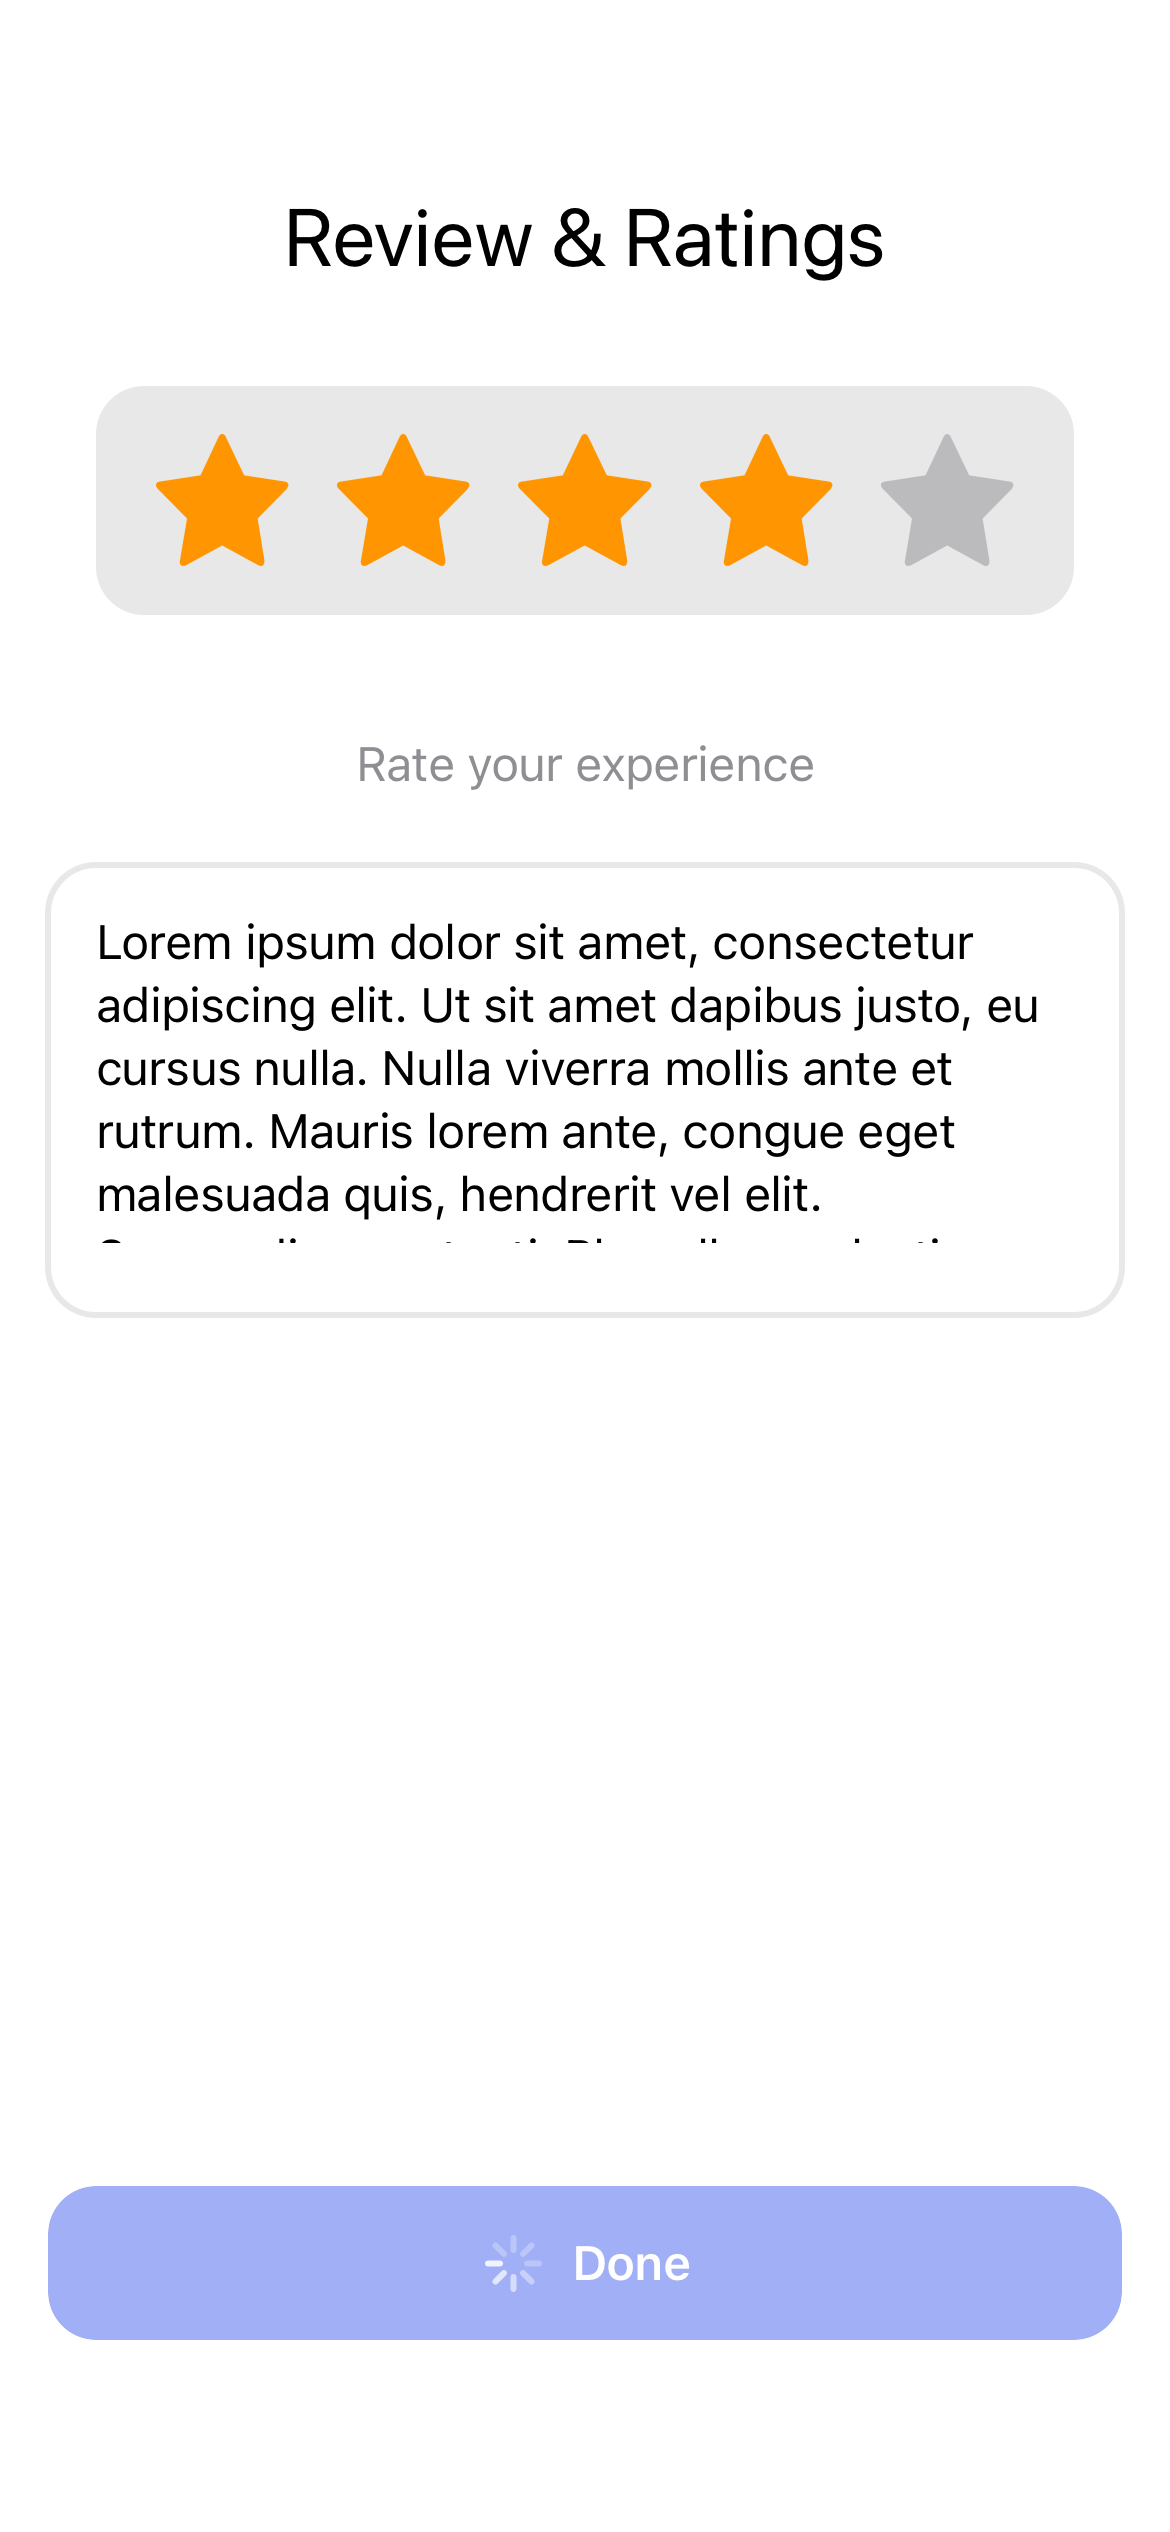 Review & Ratings
Rate your experience
Lorem ipsum dolor sit amet, consectetur
adipiscing elit. Ut sit amet dapibus justo, eu
cursus nulla. Nulla viverra mollis ante et
rutrum. Mauris lorem ante, congue eget
malesuada quis, hendrerit vel elit.
Done